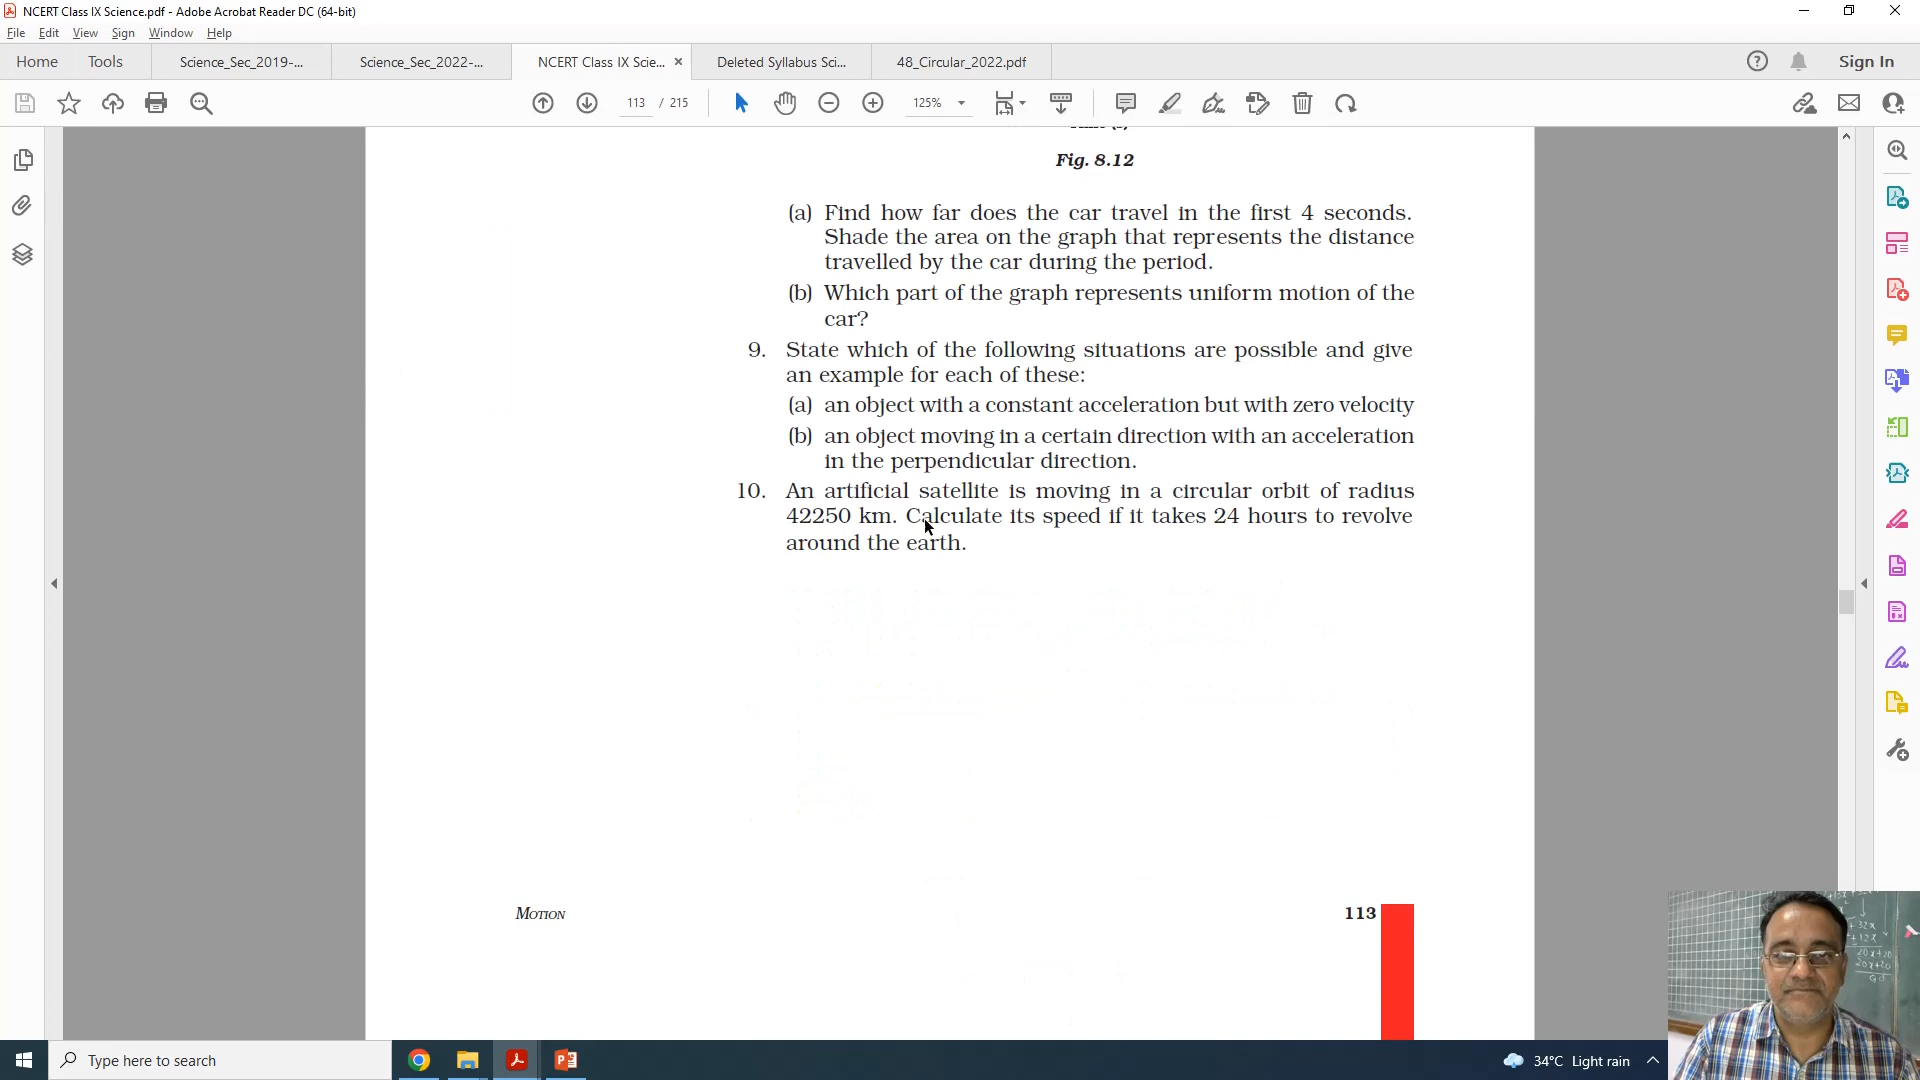 NCERT Class IX Science.pdf - Adobe Acrobat Reader DC (64-bit)
File Edit View Sign Window Help
Home Tools Science_Sec_2019-... Science_Sec_2022-... NCERT Class IX Scie... × Deleted Syllabus Sci... 48_Circular_2022.pdf Sign In
113 / 215 125%
Fig. 8.12
(a) Find how far does the car travel in the first 4 seconds.
Shade the area on the graph that represents the distance
travelled by the car during the period.
(b) Which part of the graph represents uniform motion of the
car?
9. State which of the following situations are possible and give
an example for each of these:
(a) an object with a constant acceleration but with zero velocity
(b) an object moving in a certain direction with an acceleration
in the perpendicular direction.
10. An artificial satellite is moving in a circular orbit of radius
42250 km. Calculate its speed if it takes 24 hours to revolve
around the earth.
MOTION 113
+32x
+12x
20x+20
20x+20
Type here to search 34°C Light rain